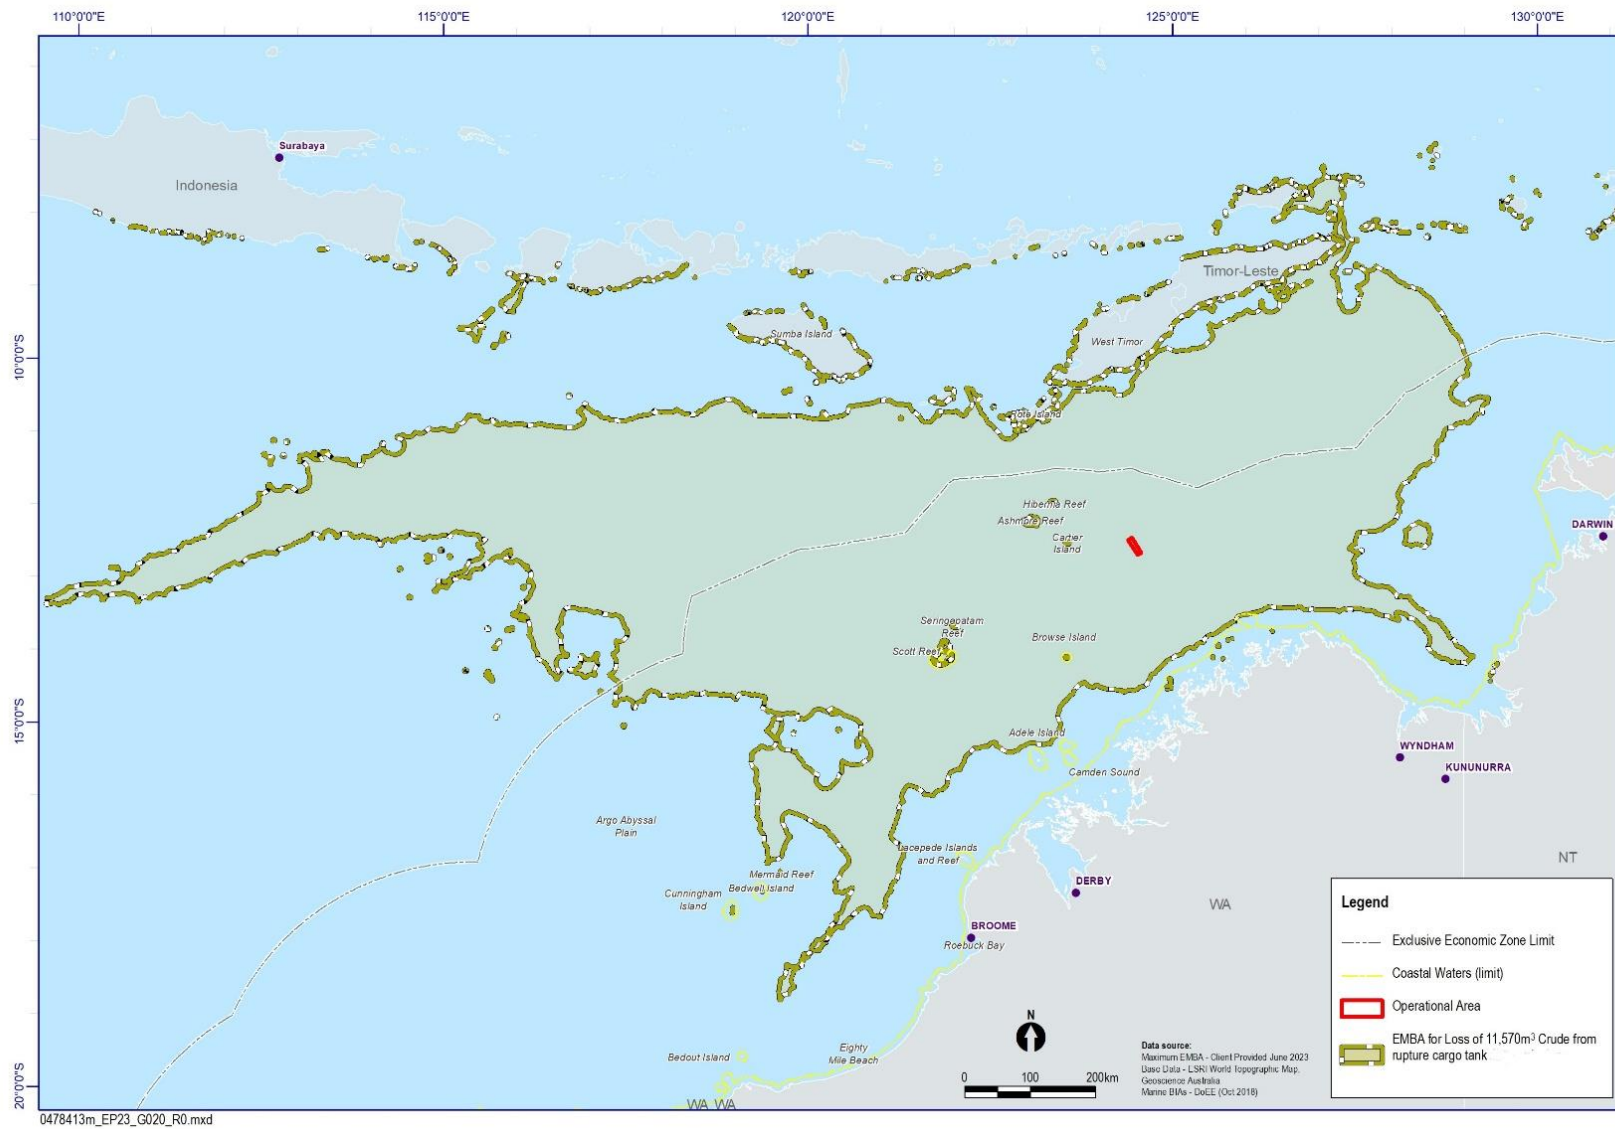 110°0'0"E
115°0'0"E
120°0'0"E
125°0'0"E
130°0'0"E
10°0'0"S
15°0'0"S
20°0'0"S
Surabaya
Indonesia
Timor-Leste
Sumba Island
West Timor
Rote Island
Hibernia Reef
Ashmore Reef
Cartier
Island
DARWIN
Seringapatam
Reef
Scott Reef
Browse Island
Adele Island
Camden Sound
WYNDHAM
KUNUNURRA
Argo Abyssal
Plain
Lacepede Islands
and Reef
Mermaid Reef
Bedwell Island
Cunningham
Island
DERBY
WA
NT
BROOME
Roebuck Bay
Bedout Island
Eighty
Mile Beach
WA WA
N
0 100 200km
Data source:
Maximum EMBA - Client Provided June 2023
Base Data - ESRI World Topographic Map,
Geoscience Australia
Marine BIAs - DoEE (Oct 2018)
Legend
Exclusive Economic Zone Limit
Coastal Waters (limit)
Operational Area
EMBA for Loss of 11,570m³ Crude from
rupture cargo tank
0478413m_EP23_G020_R0.mxd